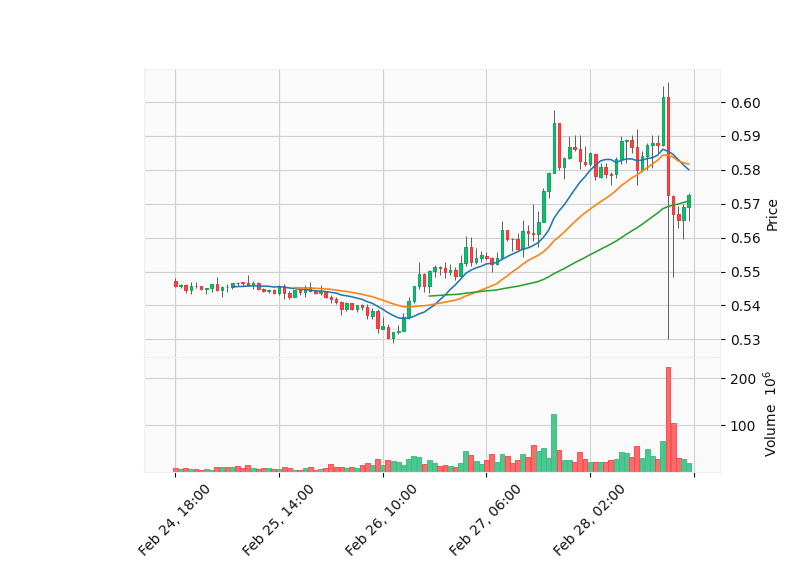 0.60
0.59
0.58
0.57
0.56
0.55
0.54
0.53
Price
200
100
Volume 10^6
Feb 24, 18:00
Feb 25, 14:00
Feb 26, 10:00
Feb 27, 06:00
Feb 28, 02:00